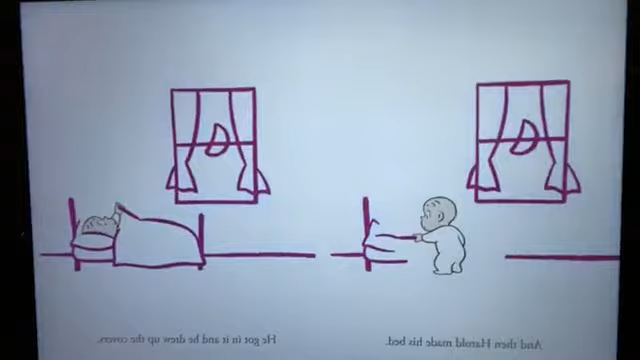 And then Harold made his bed.
He got in it and he drew up the covers.